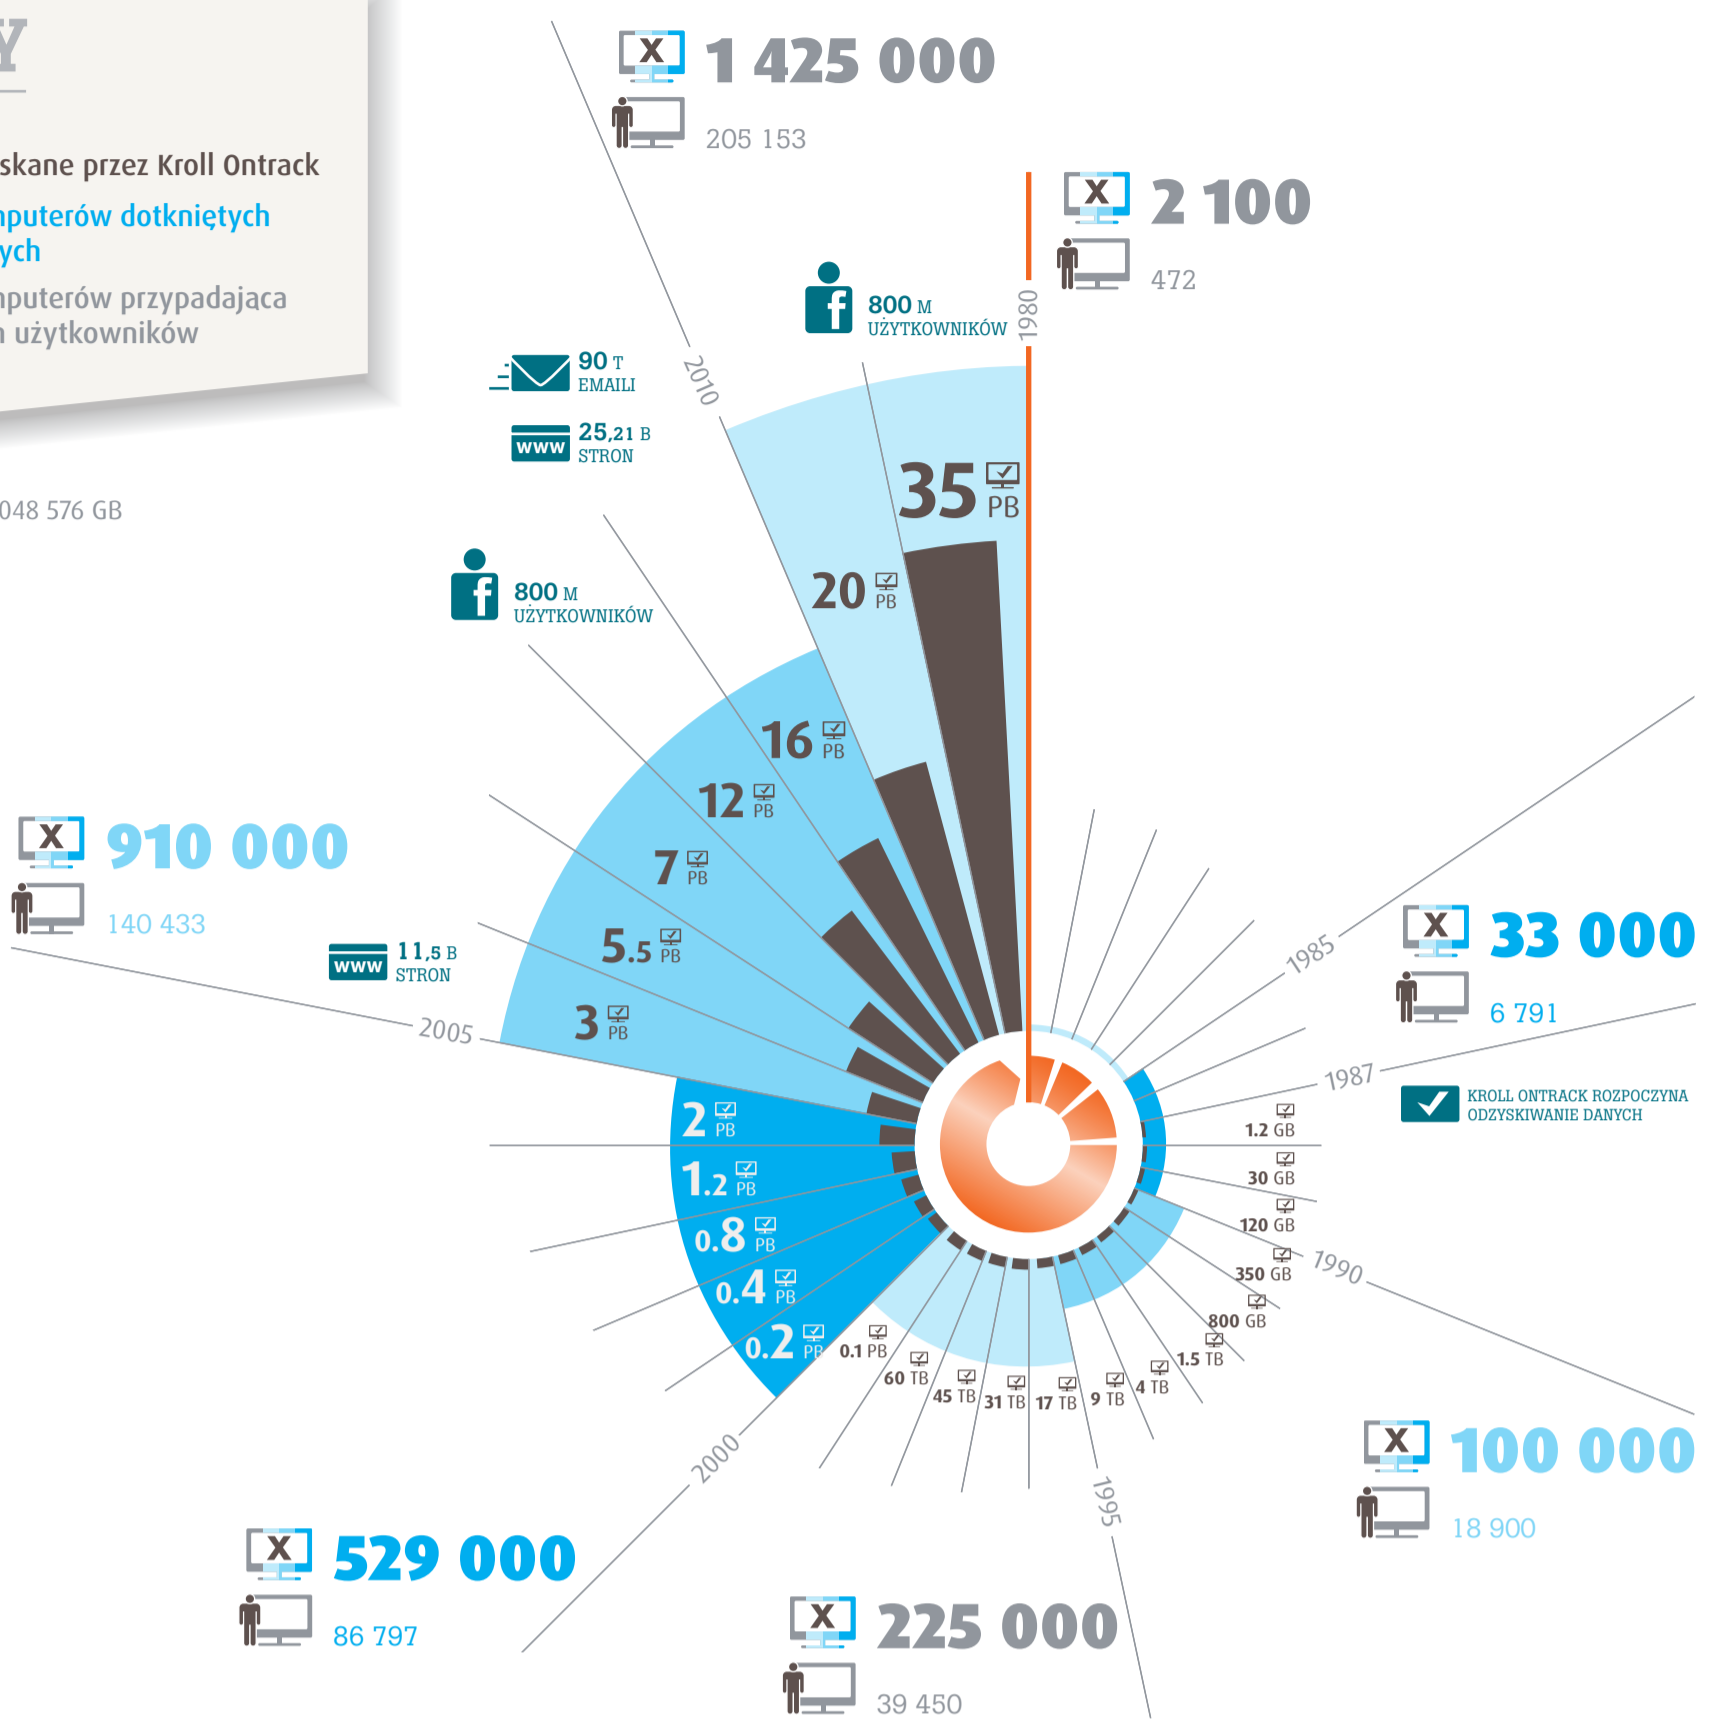 Y
skane przez Kroll Ontrack
mputerów dotkniętych
ych
mputerów przypadająca
h użytkowników
048 576 GB
X
1 425 000
205 153
X
2 100
472
1980
800 M
UŻYTKOWNIKÓW
2010
90 T
EMAILI
www
25,21 B
STRON
35
PB
20
PB
800 M
UŻYTKOWNIKÓW
16
PB
12
PB
7
PB
5.5
PB
3
PB
X
910 000
140 433
www
11,5 B
STRON
2005
1985
X
33 000
6 791
1987
KROLL ONTRACK ROZPOCZYNA
ODZYSKIWANIE DANYCH
1.2 GB
30 GB
120 GB
350 GB
1990
800 GB
1.5 TB
4 TB
9 TB
17 TB
31 TB
45 TB
60 TB
0.1 PB
2
PB
1.2
PB
0.8
PB
0.4
PB
0.2
PB
2000
1995
X
100 000
18 900
X
529 000
86 797
X
225 000
39 450